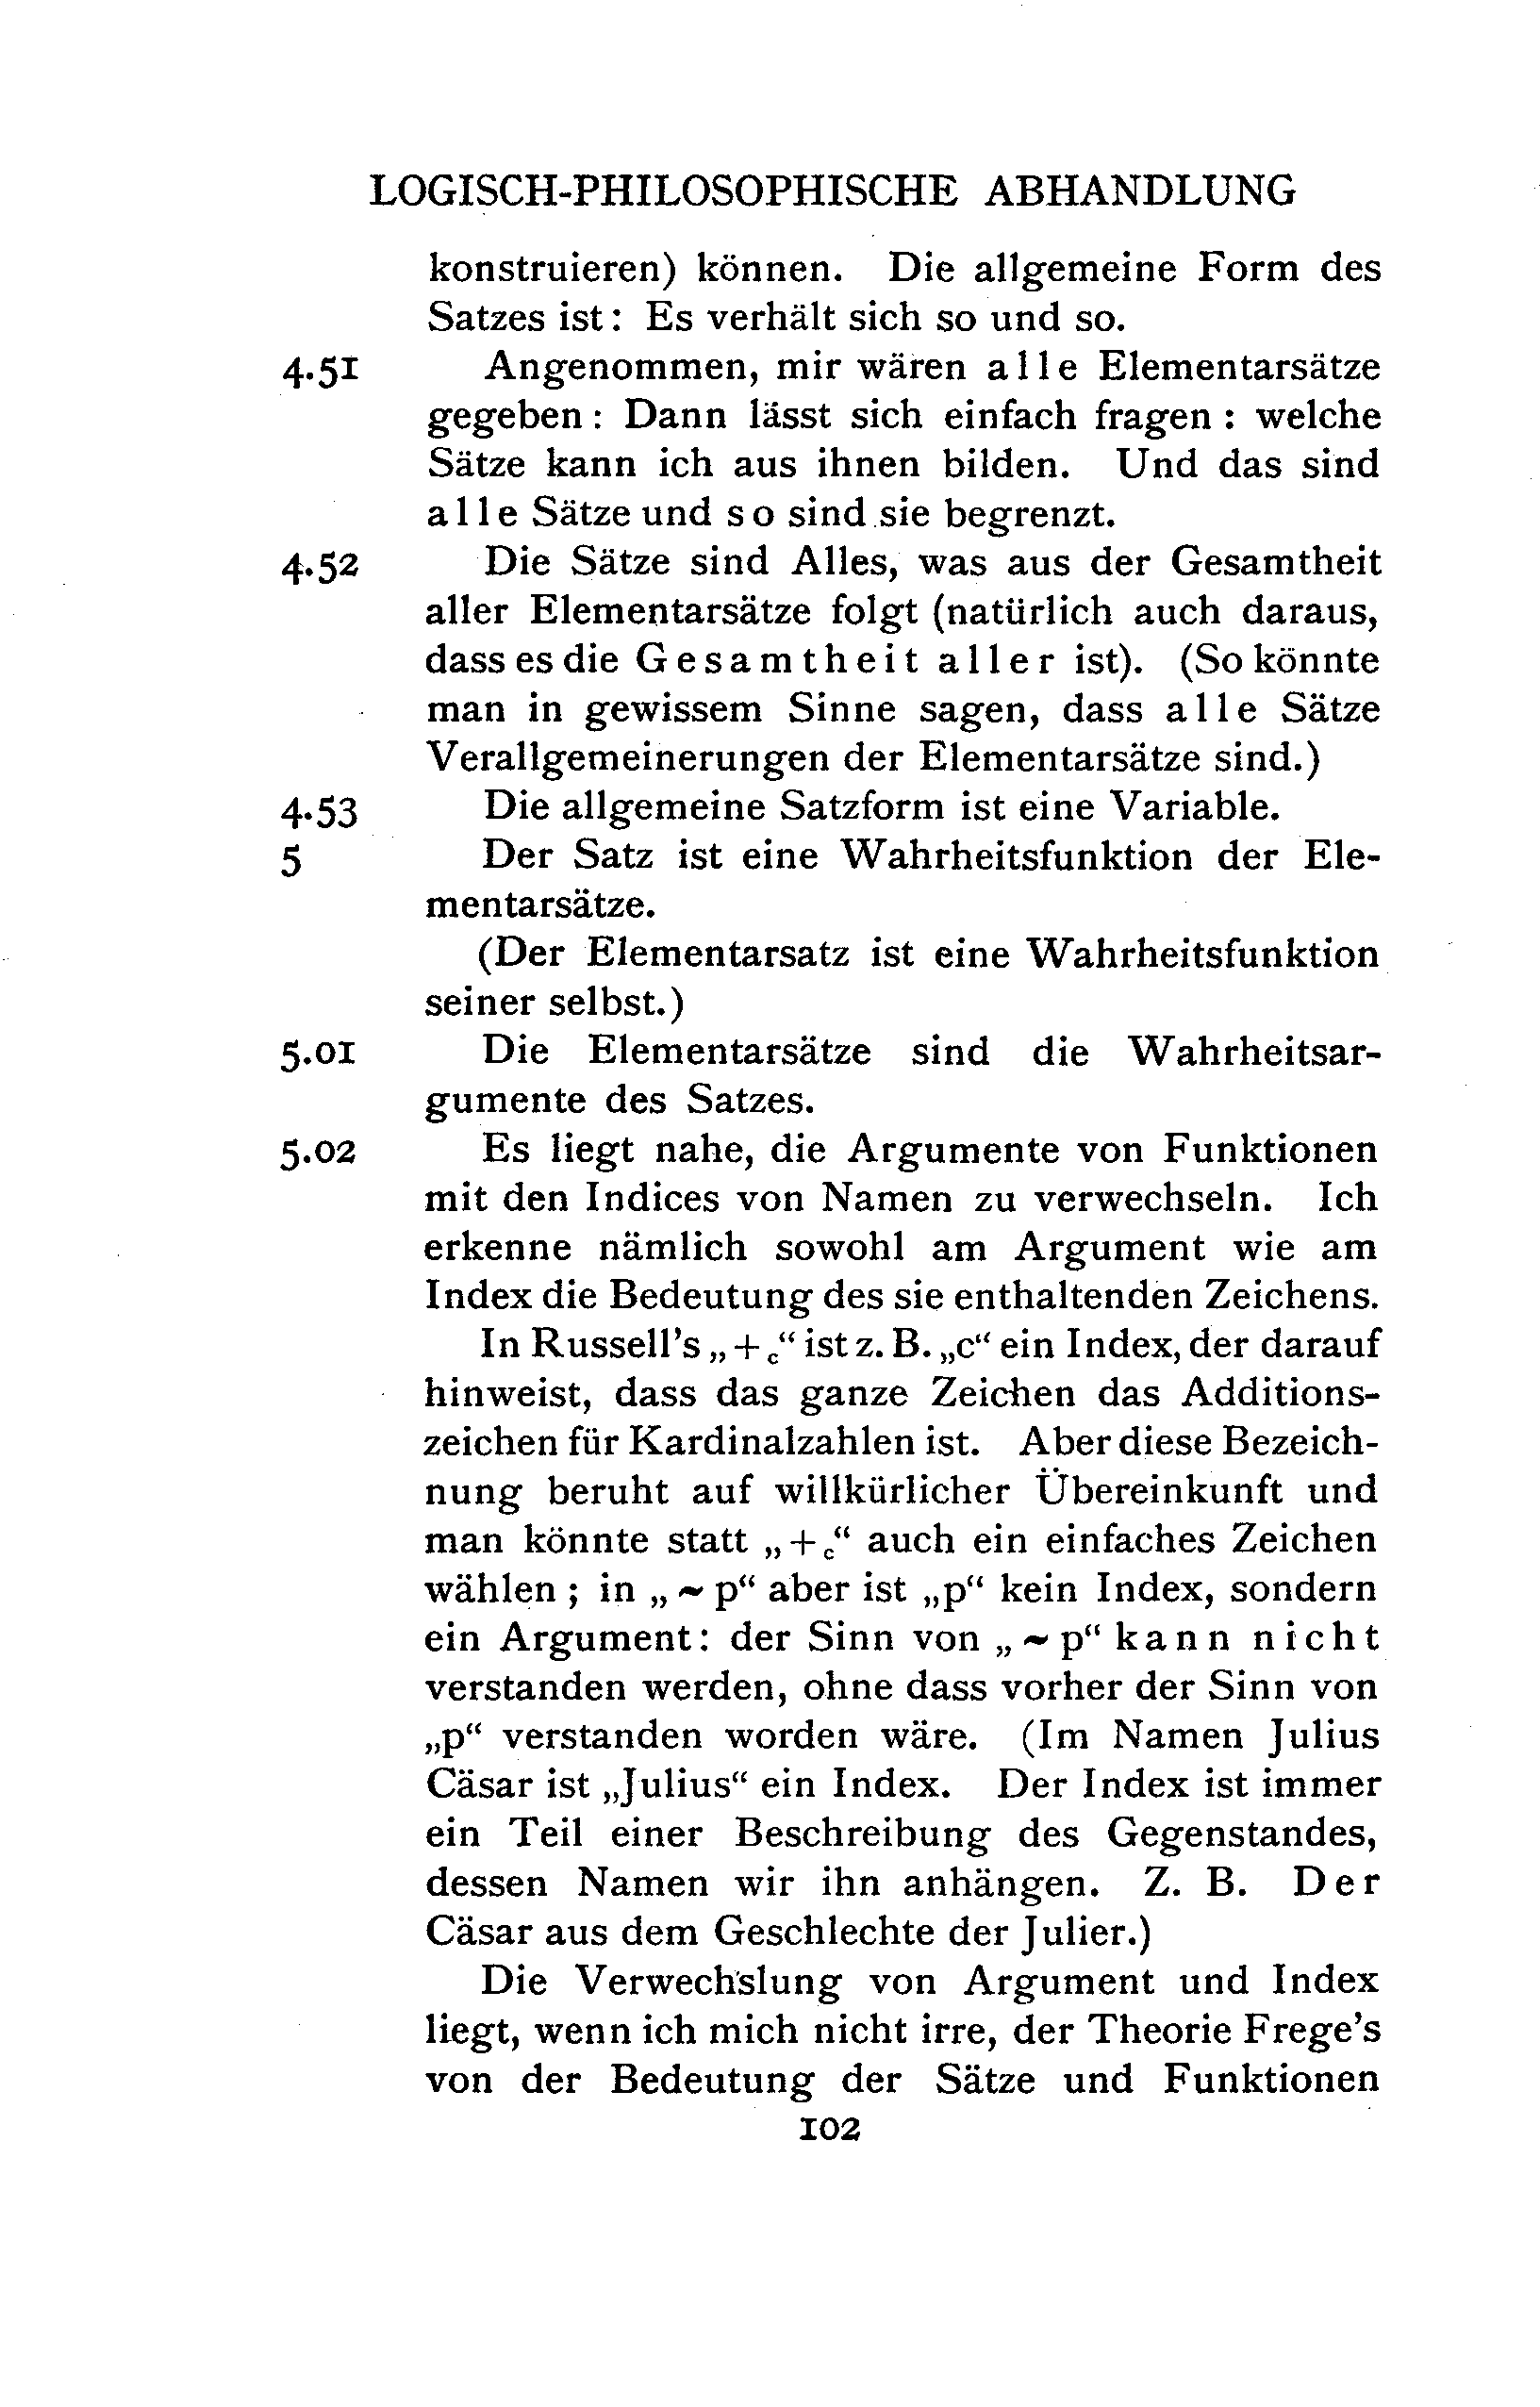 LOGISCH-PHILOSOPHISCHE ABHANDLUNG
konstruieren) können. Die allgemeine Form des
Satzes ist: Es verhält sich so und so.
4.51 Angenommen, mir wären alle Elementarsätze
gegeben: Dann lässt sich einfach fragen: welche
Sätze kann ich aus ihnen bilden. Und das sind
alle Sätze und so sind sie begrenzt.
4.52 Die Sätze sind Alles, was aus der Gesamtheit
aller Elementarsätze folgt (natürlich auch daraus,
dass es die Gesamtheit aller ist). (So könnte
man in gewissem Sinne sagen, dass alle Sätze
Verallgemeinerungen der Elementarsätze sind.)
4.53 Die allgemeine Satzform ist eine Variable.
5 Der Satz ist eine Wahrheitsfunktion der Ele-
mentarsätze.
(Der Elementarsatz ist eine Wahrheitsfunktion
seiner selbst.)
5.01 Die Elementarsätze sind die Wahrheitsar-
gumente des Satzes.
5.02 Es liegt nahe, die Argumente von Funktionen
mit den Indices von Namen zu verwechseln. Ich
erkenne nämlich sowohl am Argument wie am
Index die Bedeutung des sie enthaltenden Zeichens.
In Russell's „+c“ ist z. B. „c“ ein Index, der darauf
hinweist, dass das ganze Zeichen das Additions-
zeichen für Kardinalzahlen ist. Aber diese Bezeich-
nung beruht auf willkürlicher Übereinkunft und
man könnte statt „+c“ auch ein einfaches Zeichen
wählen; in „~p“ aber ist „p“ kein Index, sondern
ein Argument: der Sinn von „~p“ kann nicht
verstanden werden, ohne dass vorher der Sinn von
„p“ verstanden worden wäre. (Im Namen Julius
Cäsar ist „Julius“ ein Index. Der Index ist immer
ein Teil einer Beschreibung des Gegenstandes,
dessen Namen wir ihn anhängen. Z. B. Der
Cäsar aus dem Geschlechte der Julier.)
Die Verwechslung von Argument und Index
liegt, wenn ich mich nicht irre, der Theorie Frege's
von der Bedeutung der Sätze und Funktionen
102